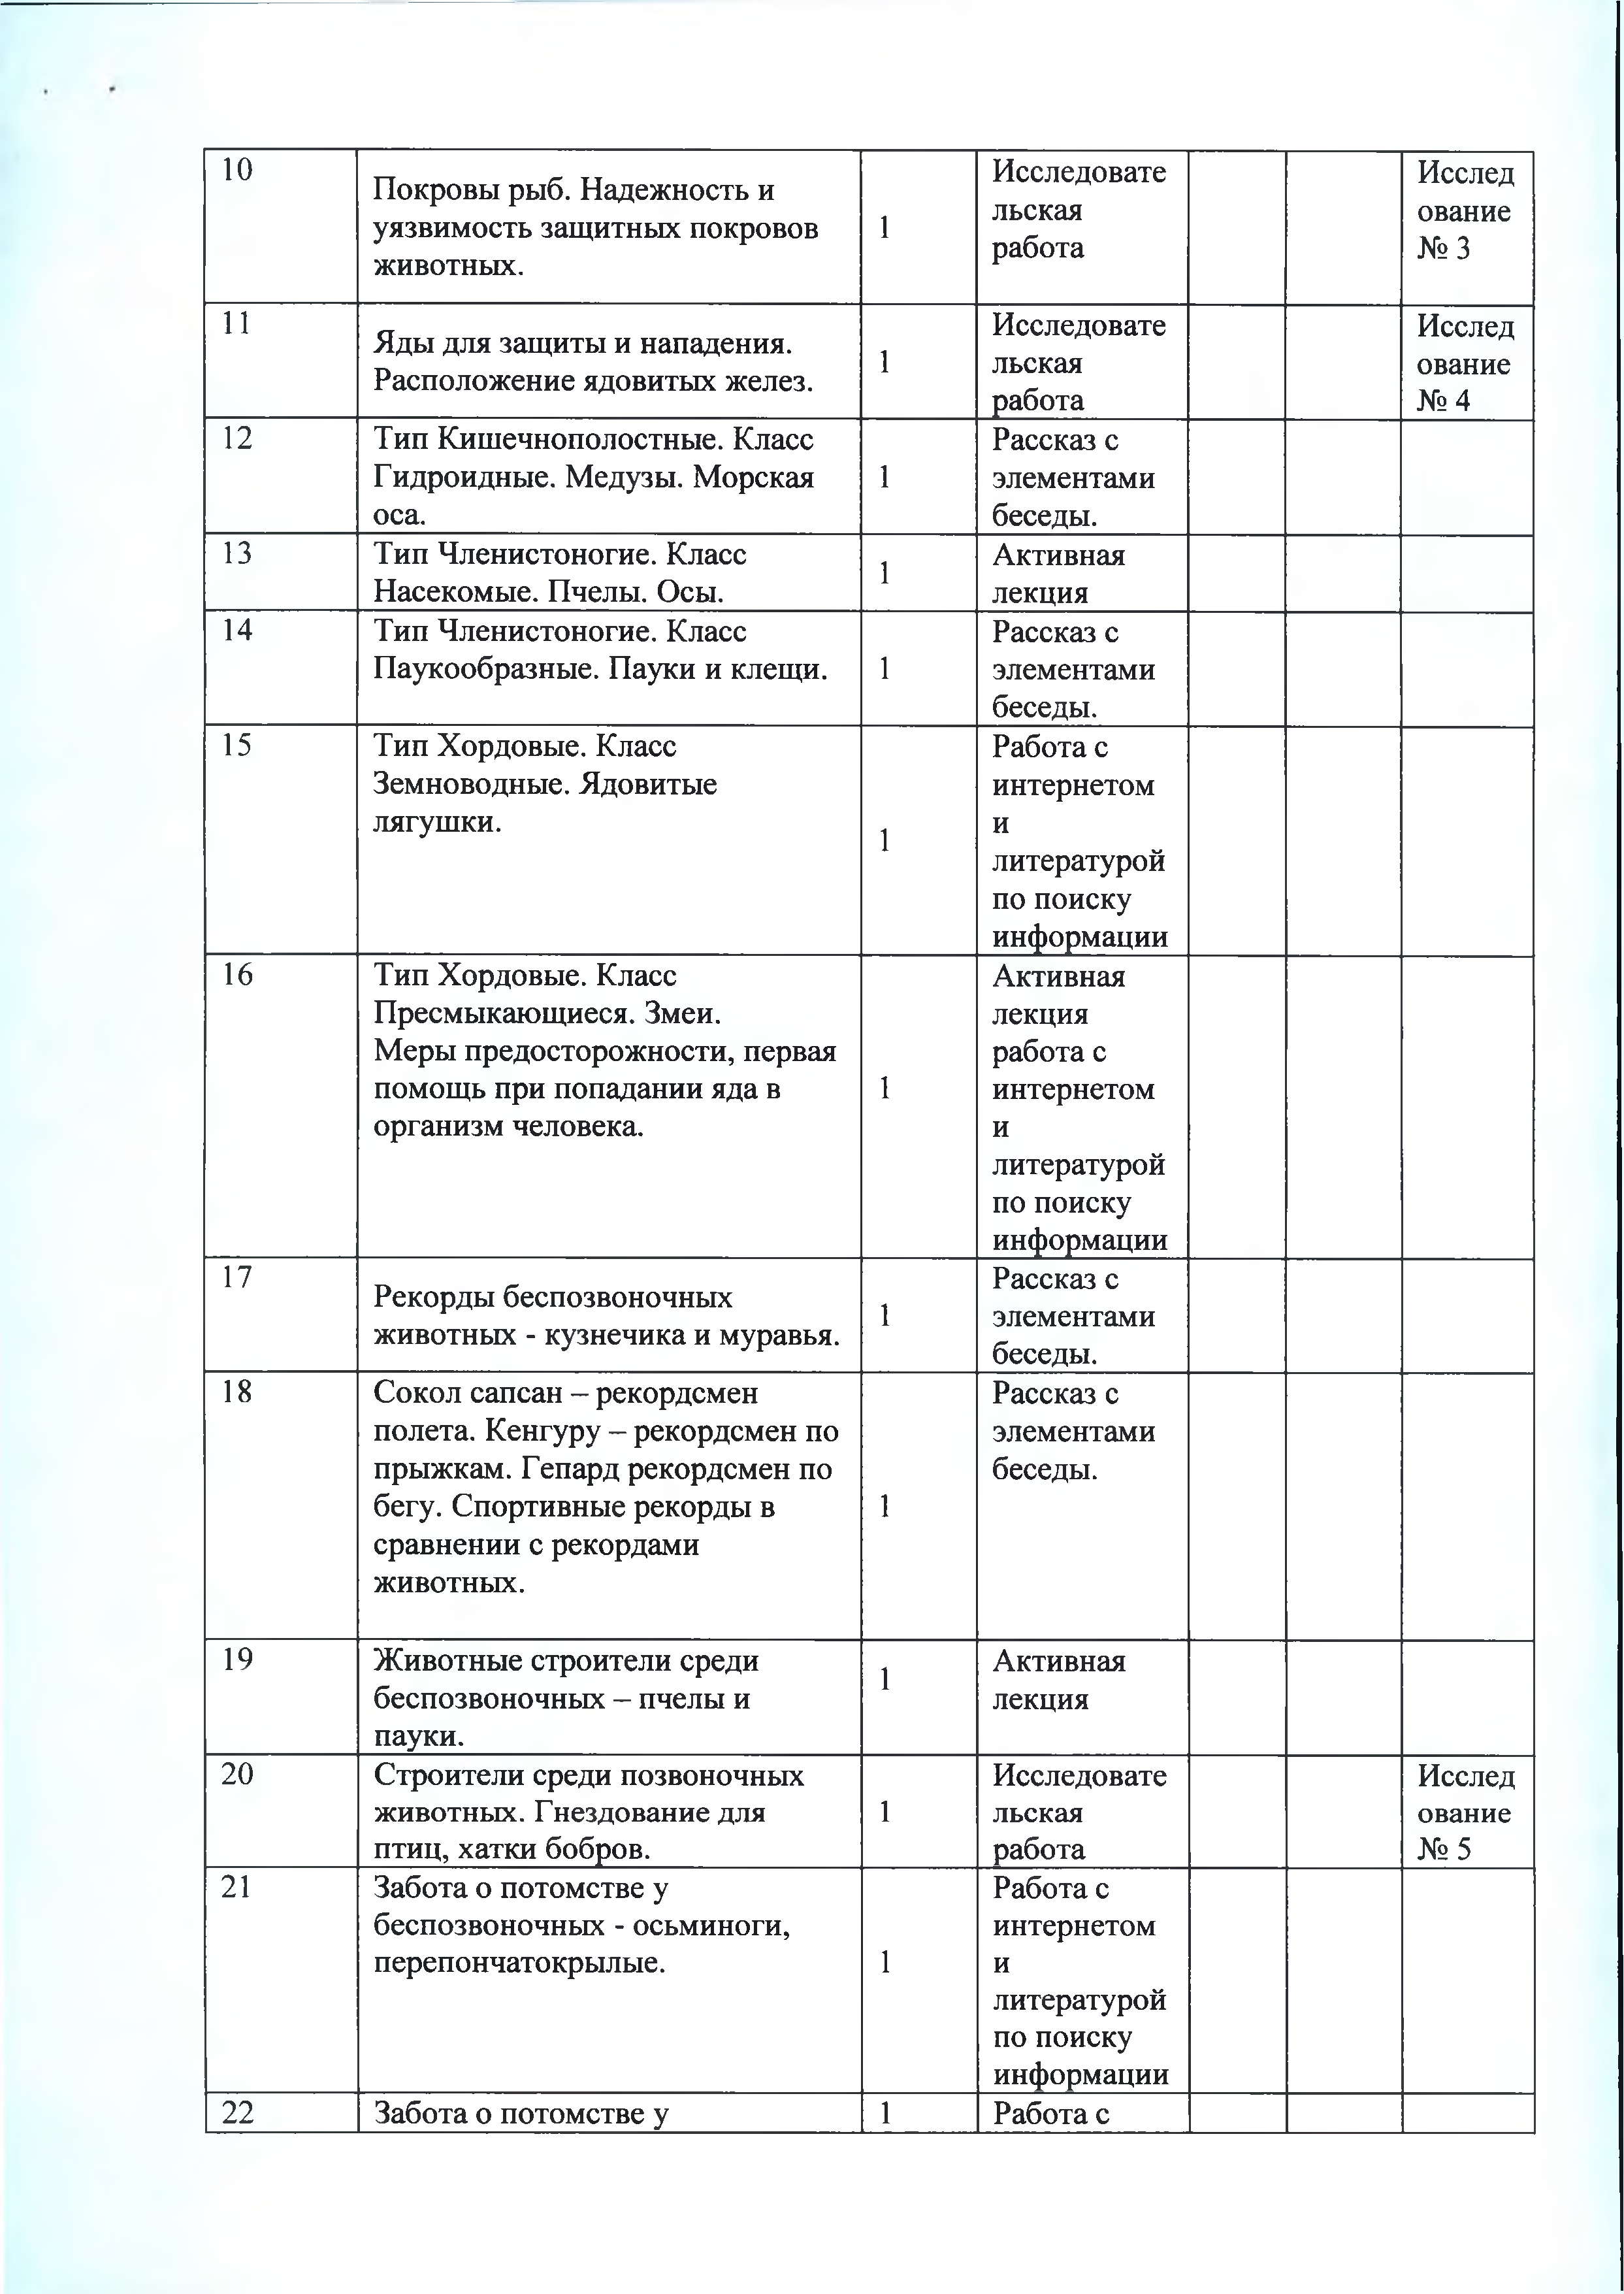 10
Покровы рыб. Надежность и
уязвимость защитных покровов
животных.
1
Исследовате
льская
работа
Исслед
ование
№ 3
11
Яды для защиты и нападения.
Расположение ядовитых желез.
1
Исследовате
льская
работа
Исслед
ование
№ 4
12
Тип Кишечнополостные. Класс
Гидроидные. Медузы. Морская
оса.
1
Рассказ с
элементами
беседы.
13
Тип Членистоногие. Класс
Насекомые. Пчелы. Осы.
1
Активная
лекция
14
Тип Членистоногие. Класс
Паукообразные. Пауки и клещи.
1
Рассказ с
элементами
беседы.
15
Тип Хордовые. Класс
Земноводные. Ядовитые
лягушки.
1
Работа с
интернетом
и
литературой
по поиску
информации
16
Тип Хордовые. Класс
Пресмыкающиеся. Змеи.
Меры предосторожности, первая
помощь при попадании яда в
организм человека.
1
Активная
лекция
работа с
интернетом
и
литературой
по поиску
информации
17
Рекорды беспозвоночных
животных - кузнечика и муравья.
1
Рассказ с
элементами
беседы.
18
Сокол сапсан – рекордсмен
полета. Кенгуру – рекордсмен по
прыжкам. Гепард рекордсмен по
бегу. Спортивные рекорды в
сравнении с рекордами
животных.
1
Рассказ с
элементами
беседы.
19
Животные строители среди
беспозвоночных – пчелы и
пауки.
1
Активная
лекция
20
Строители среди позвоночных
животных. Гнездование для
птиц, хатки бобров.
1
Исследовате
льская
работа
Исслед
ование
№ 5
21
Забота о потомстве у
беспозвоночных - осьминоги,
перепончатокрылые.
1
Работа с
интернетом
и
литературой
по поиску
информации
22
Забота о потомстве у
1
Работа с